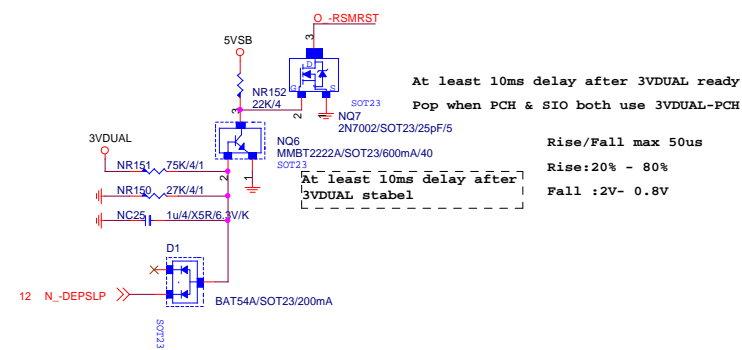 O_-RSMRST
5VSB
3
D
G
S
NR152
22K/4
SOT23
2
1
NQ7
2N7002/SOT23/25pF/5
At least 10ms delay after 3VDUAL ready
Pop when PCH & SIO both use 3VDUAL-PCH
3
NQ6
MMBT2222A/SOT23/600mA/40
SOT23
2
1
3VDUAL
NR151
75K/4/1
NR150
27K/4/1
NC25
1u/4/X5R/6.3V/K
At least 10ms delay after
3VDUAL stabel
Rise/Fall max 50us
Rise:20% - 80%
Fall :2V- 0.8V
D1
BAT54A/SOT23/200mA
12 N_-DEPSLP
SOT23